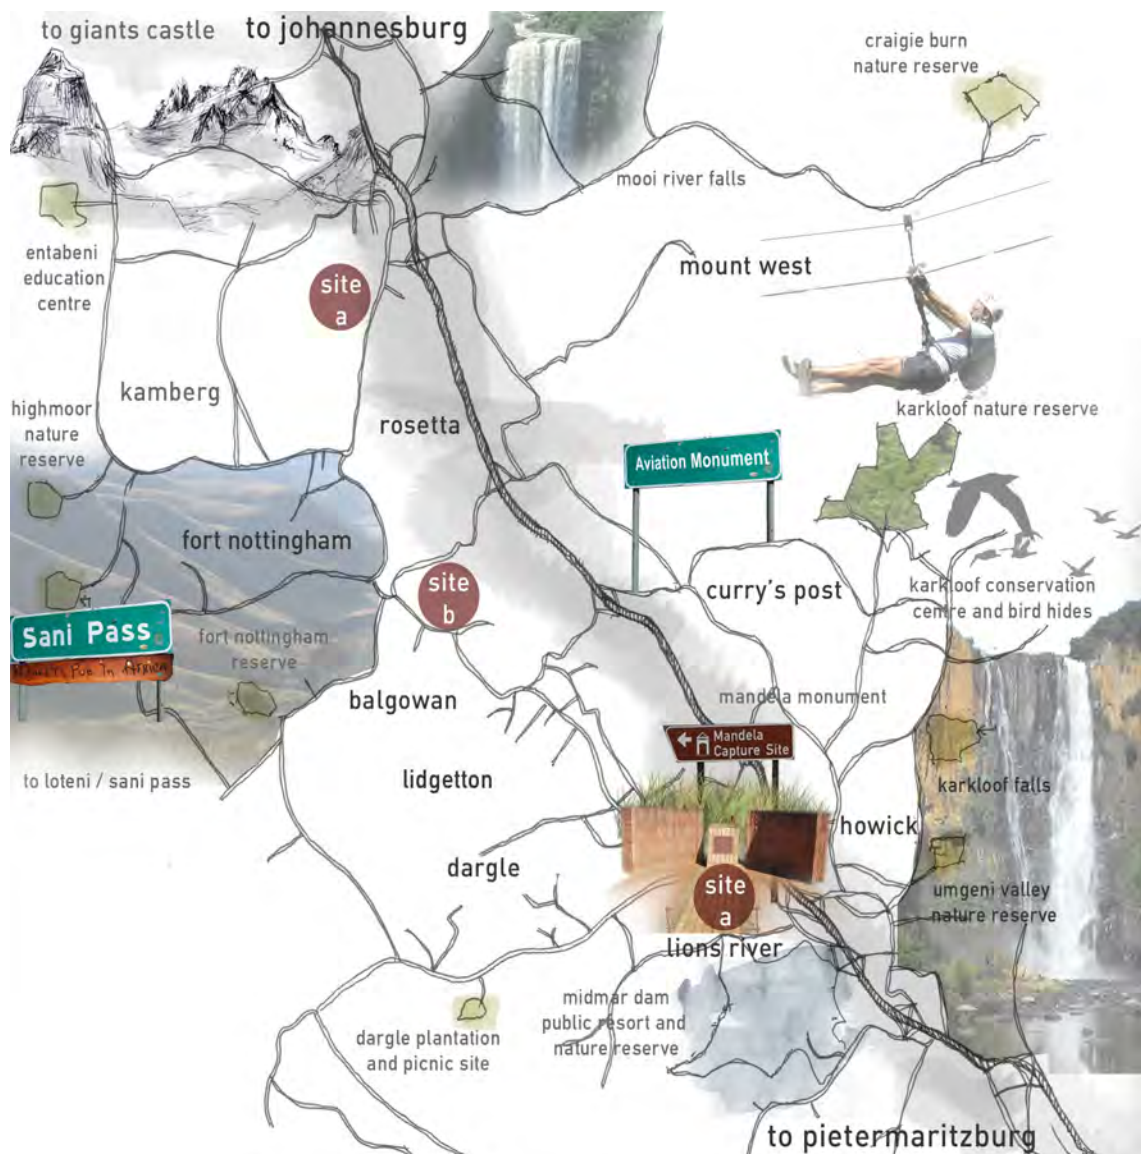 to giants castle
to johannesburg
craigie burn
nature reserve
mooi river falls
entabeni
education
centre
mount west
site
a
kamberg
highmoor
nature
reserve
rosetta
karkloof nature reserve
Aviation Monument
fort nottingham
site
b
curry's post
karkloof conservation
centre and bird hides
Sani Pass
fort nottingham
reserve
balgowan
mandela monument
Mandela
Capture Site
to loteni / sani pass
lidgetton
karkloof falls
howick
dargle
site
a
umgeni valley
nature reserve
lions river
midmar dam
public resort and
nature reserve
dargle plantation
and picnic site
to pietermaritzburg